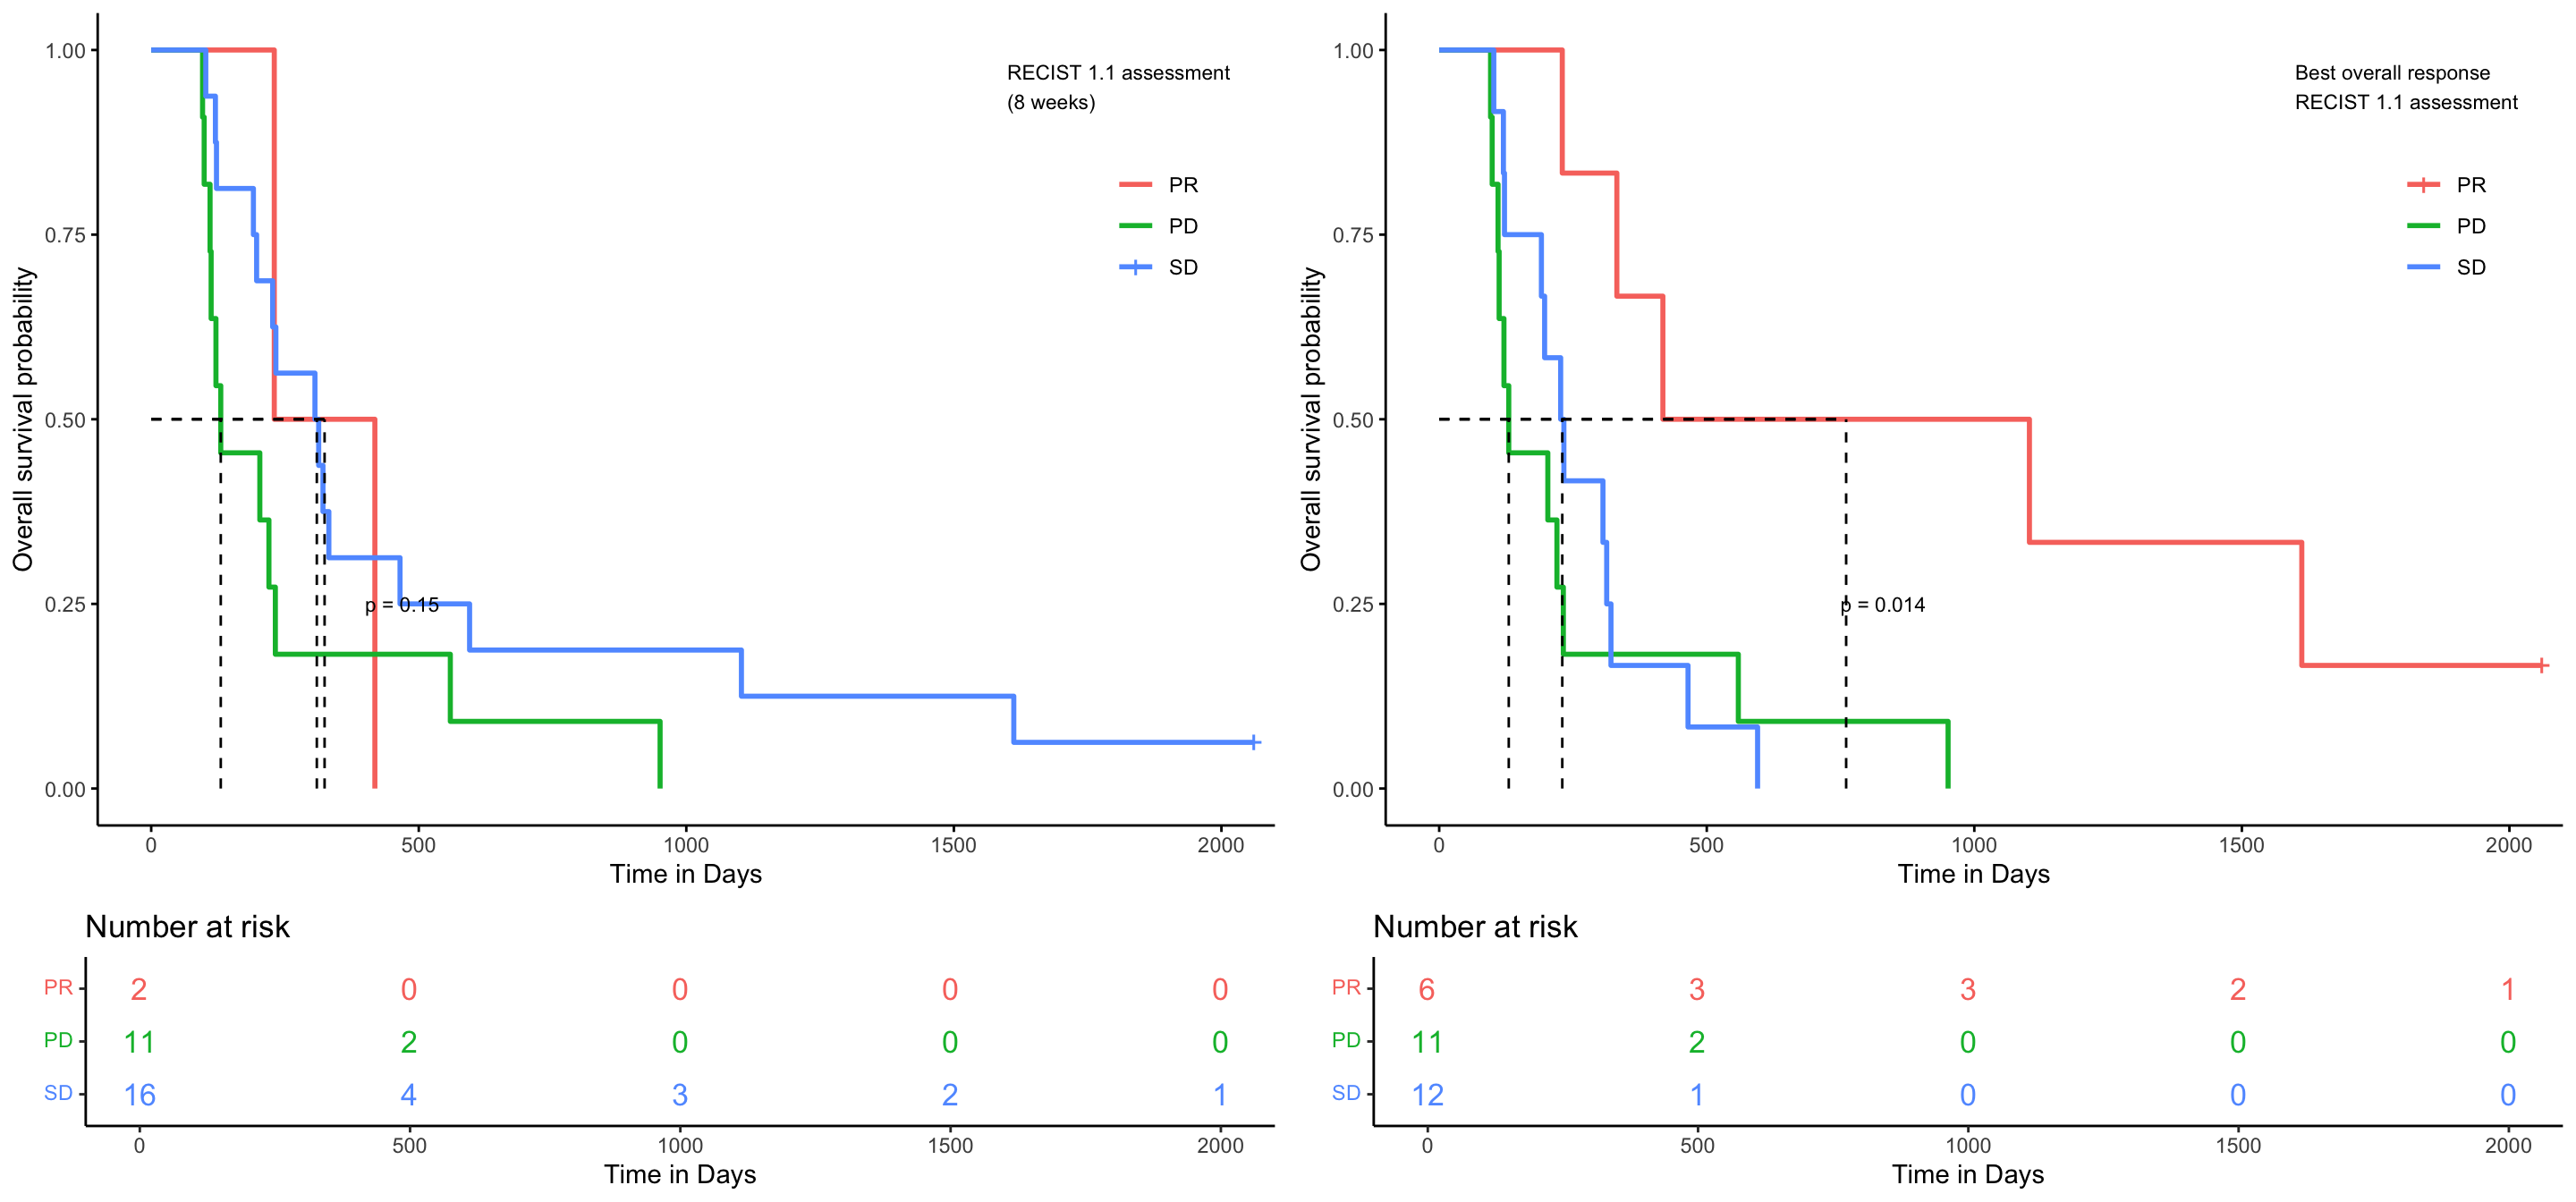 RECIST 1.1 assessment
(8 weeks)
PR
PD
SD
Overall survival probability
1.00
0.75
0.50
0.25
0.00
p = 0.15
0 500 1000 1500 2000
Time in Days
Number at risk
PR 2 0 0 0 0
PD 11 2 0 0 0
SD 16 4 3 2 1
0 500 1000 1500 2000
Time in Days
Best overall response
RECIST 1.1 assessment
PR
PD
SD
Overall survival probability
1.00
0.75
0.50
0.25
0.00
p = 0.014
0 500 1000 1500 2000
Time in Days
Number at risk
PR 6 3 3 2 1
PD 11 2 0 0 0
SD 12 1 0 0 0
0 500 1000 1500 2000
Time in Days